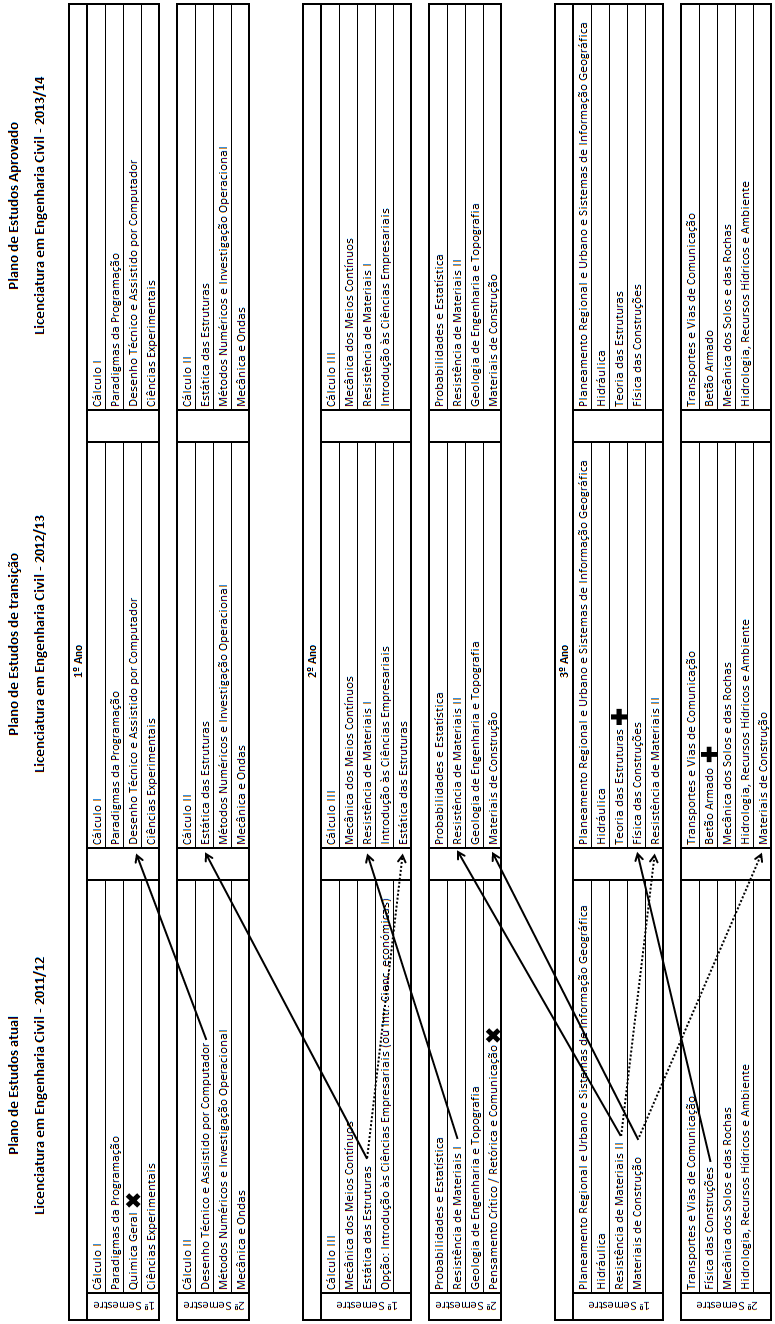 Plano de Estudos atual
Licenciatura em Engenharia Civil - 2011/12
Plano de Estudos de transição
Licenciatura em Engenharia Civil - 2012/13
Plano de Estudos Aprovado
Licenciatura em Engenharia Civil - 2013/14
1º Ano
1º Semestre
Cálculo I
Paradigmas da Programação
Quimica Geral
Ciências Experimentais
Cálculo I
Paradigmas da Programação
Desenho Técnico e Assistido por Computador
Ciências Experimentais
Cálculo I
Paradigmas da Programação
Desenho Técnico e Assistido por Computador
Ciências Experimentais
2º Semestre
Cálculo II
Desenho Técnico e Assistido por Computador
Métodos Numéricos e Investigação Operacional
Mecânica e Ondas
Cálculo II
Estática das Estruturas
Métodos Numéricos e Investigação Operacional
Mecânica e Ondas
Cálculo II
Estática das Estruturas
Métodos Numéricos e Investigação Operacional
Mecânica e Ondas
2º Ano
1º Semestre
Cálculo III
Mecânica dos Meios Contínuos
Estática das Estruturas
Opção: Introdução às Ciências Empresariais (ou Intr. Cienc. económicas)
Cálculo III
Mecânica dos Meios Contínuos
Resistência de Materiais I
Introdução às Ciências Empresariais
Estática das Estruturas
Cálculo III
Mecânica dos Meios Contínuos
Resistência de Materiais I
Introdução às Ciências Empresariais
2º Semestre
Probabilidades e Estatística
Resistência de Materiais I
Geologia de Engenharia e Topografia
Pensamento Crítico / Retórica e Comunicação
Probabilidades e Estatística
Resistência de Materiais II
Geologia de Engenharia e Topografia
Materiais de Construção
Probabilidades e Estatística
Resistência de Materiais II
Geologia de Engenharia e Topografia
Materiais de Construção
3º Ano
1º Semestre
Planeamento Regional e Urbano e Sistemas de Informação Geográfica
Hidráulica
Resistência de Materiais II
Materiais de Construção
Planeamento Regional e Urbano e Sistemas de Informação Geográfica
Hidráulica
Teoria das Estruturas
Física das Construções
Resistência de Materiais II
Planeamento Regional e Urbano e Sistemas de Informação Geográfica
Hidráulica
Teoria das Estruturas
Física das Construções
2º Semestre
Transportes e Vias de Comunicação
Física das Construções
Mecânica dos Solos e das Rochas
Hidrologia, Recursos Hídricos e Ambiente
Transportes e Vias de Comunicação
Betão Armado
Mecânica dos Solos e das Rochas
Hidrologia, Recursos Hídricos e Ambiente
Materiais de Construção
Transportes e Vias de Comunicação
Betão Armado
Mecânica dos Solos e das Rochas
Hidrologia, Recursos Hídricos e Ambiente